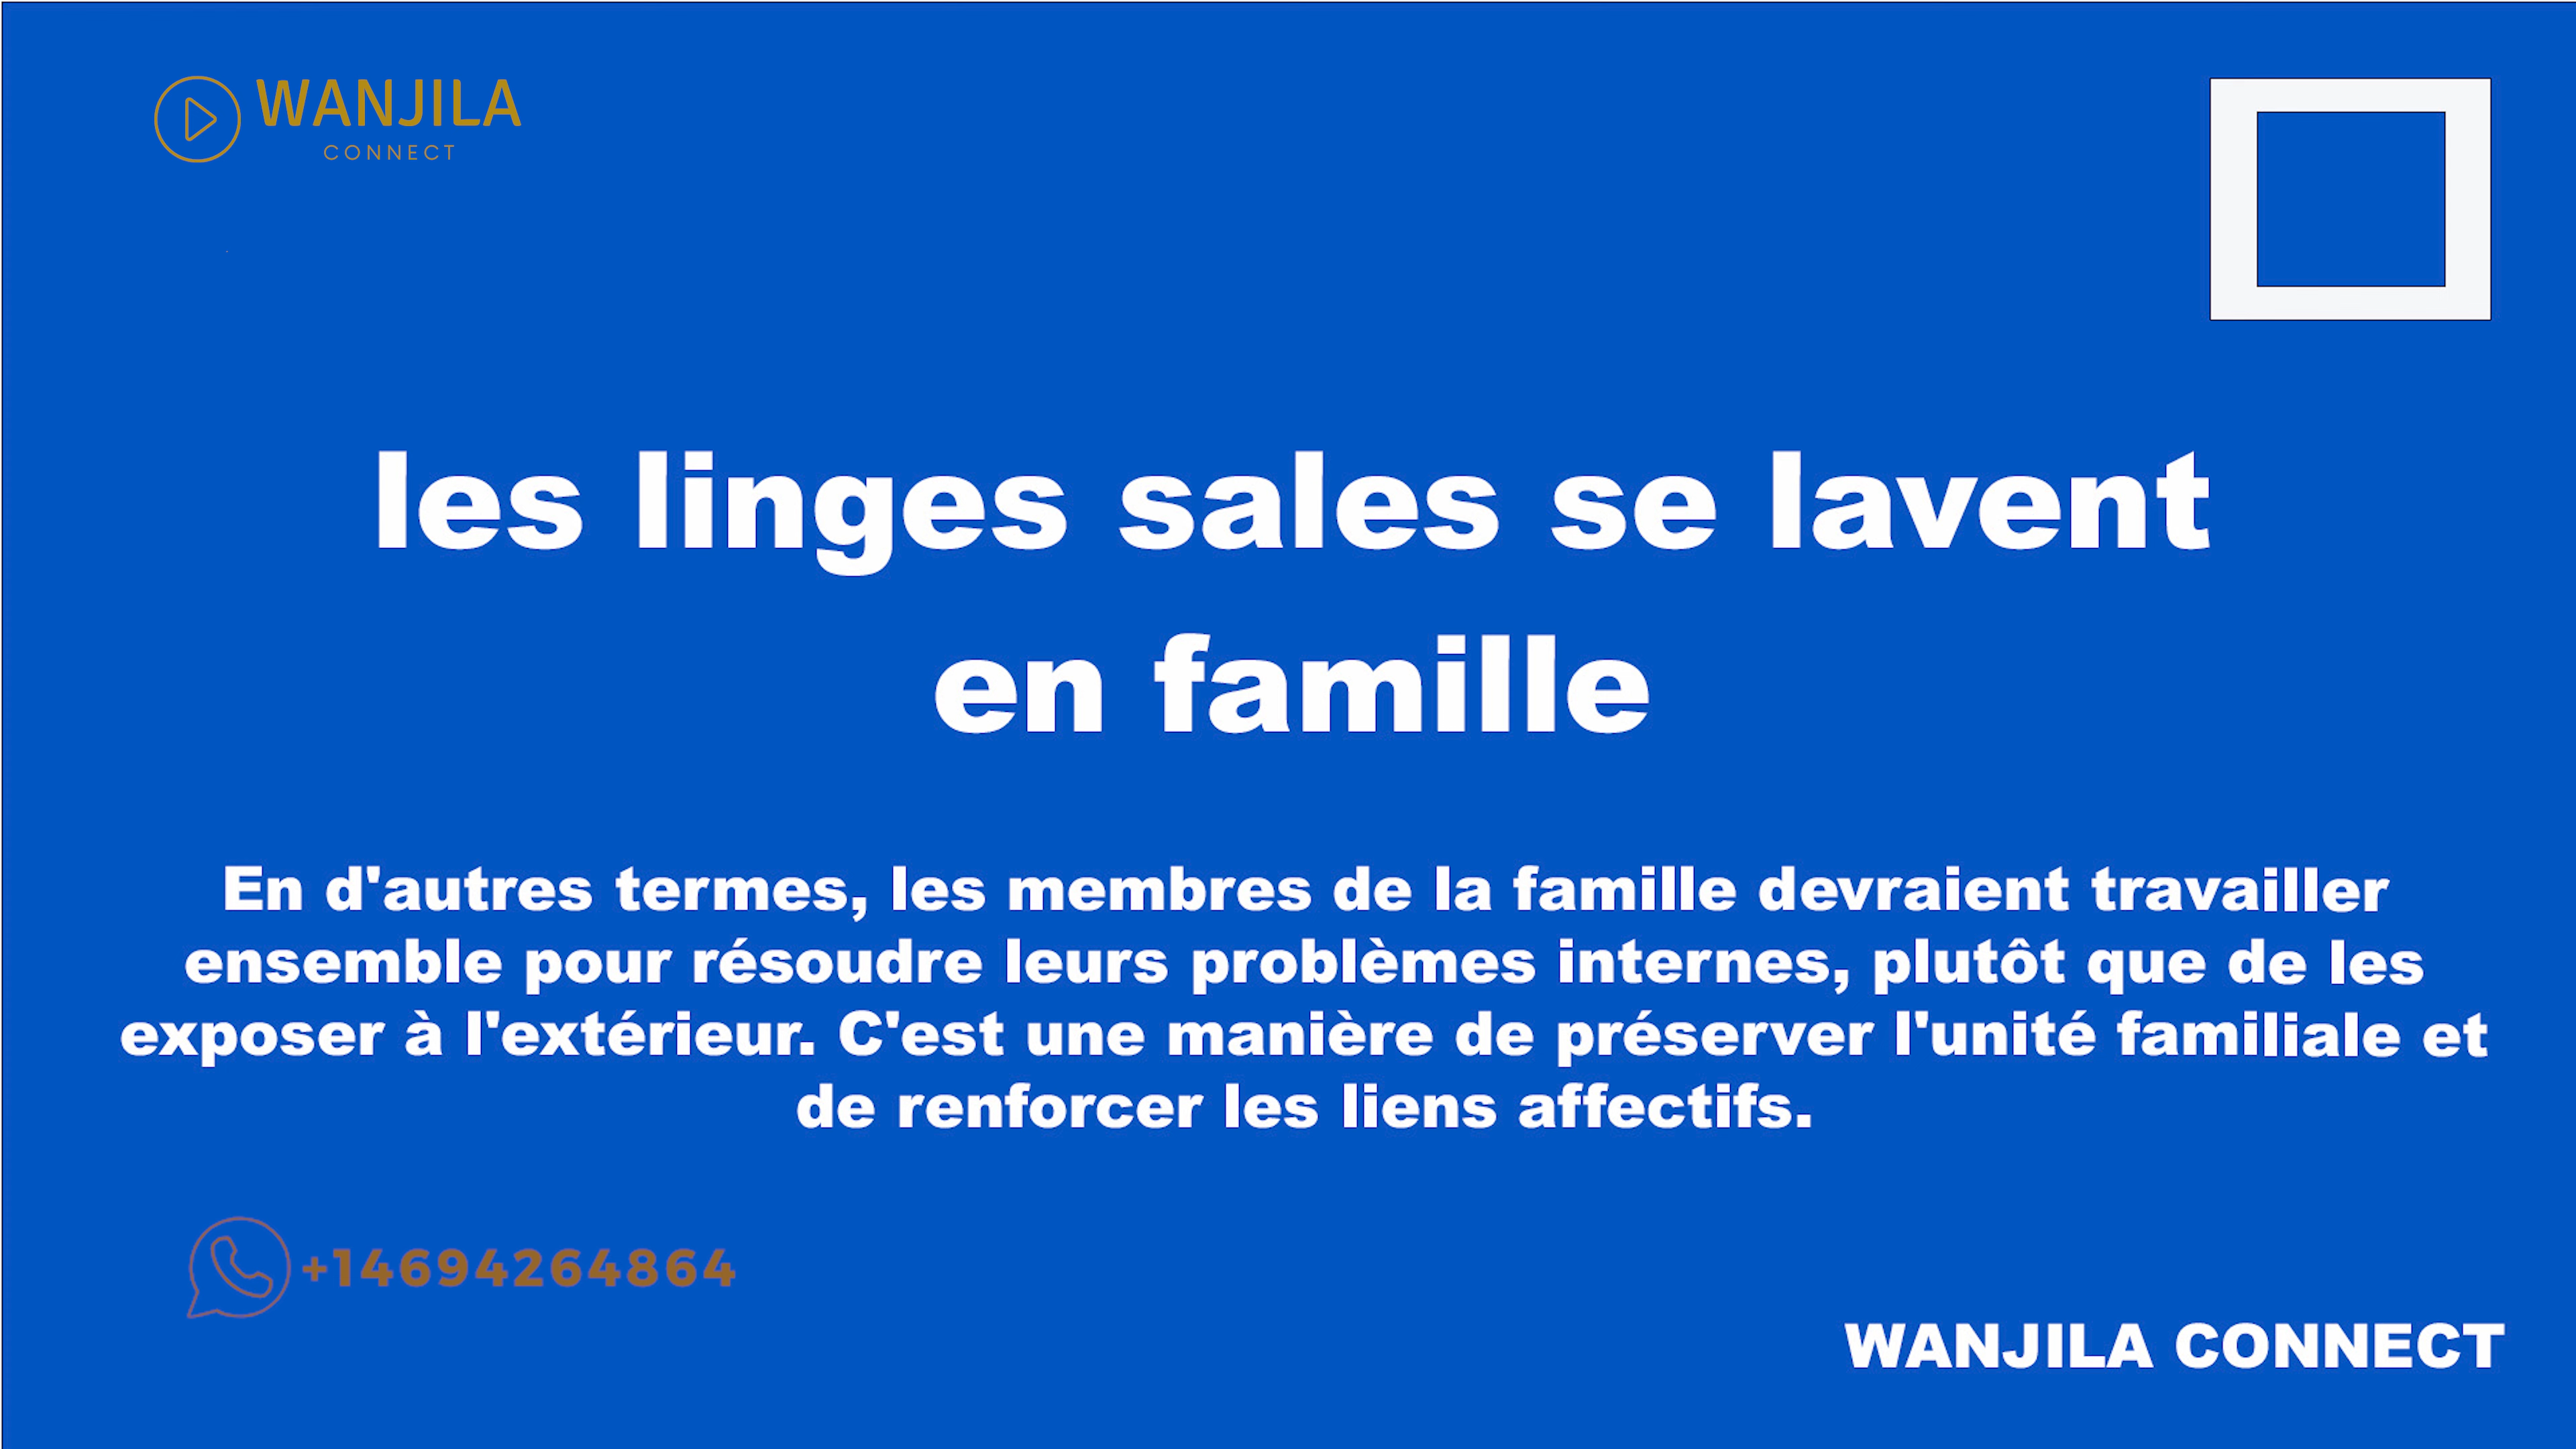 WANJILA
CONNECT
les linges sales se lavent
en famille
En d'autres termes, les membres de la famille devraient travailler
ensemble pour résoudre leurs problèmes internes, plutôt que de les
exposer à l'extérieur. C'est une manière de préserver l'unité familiale et
de renforcer les liens affectifs.
+14694264864
WANJILA CONNECT